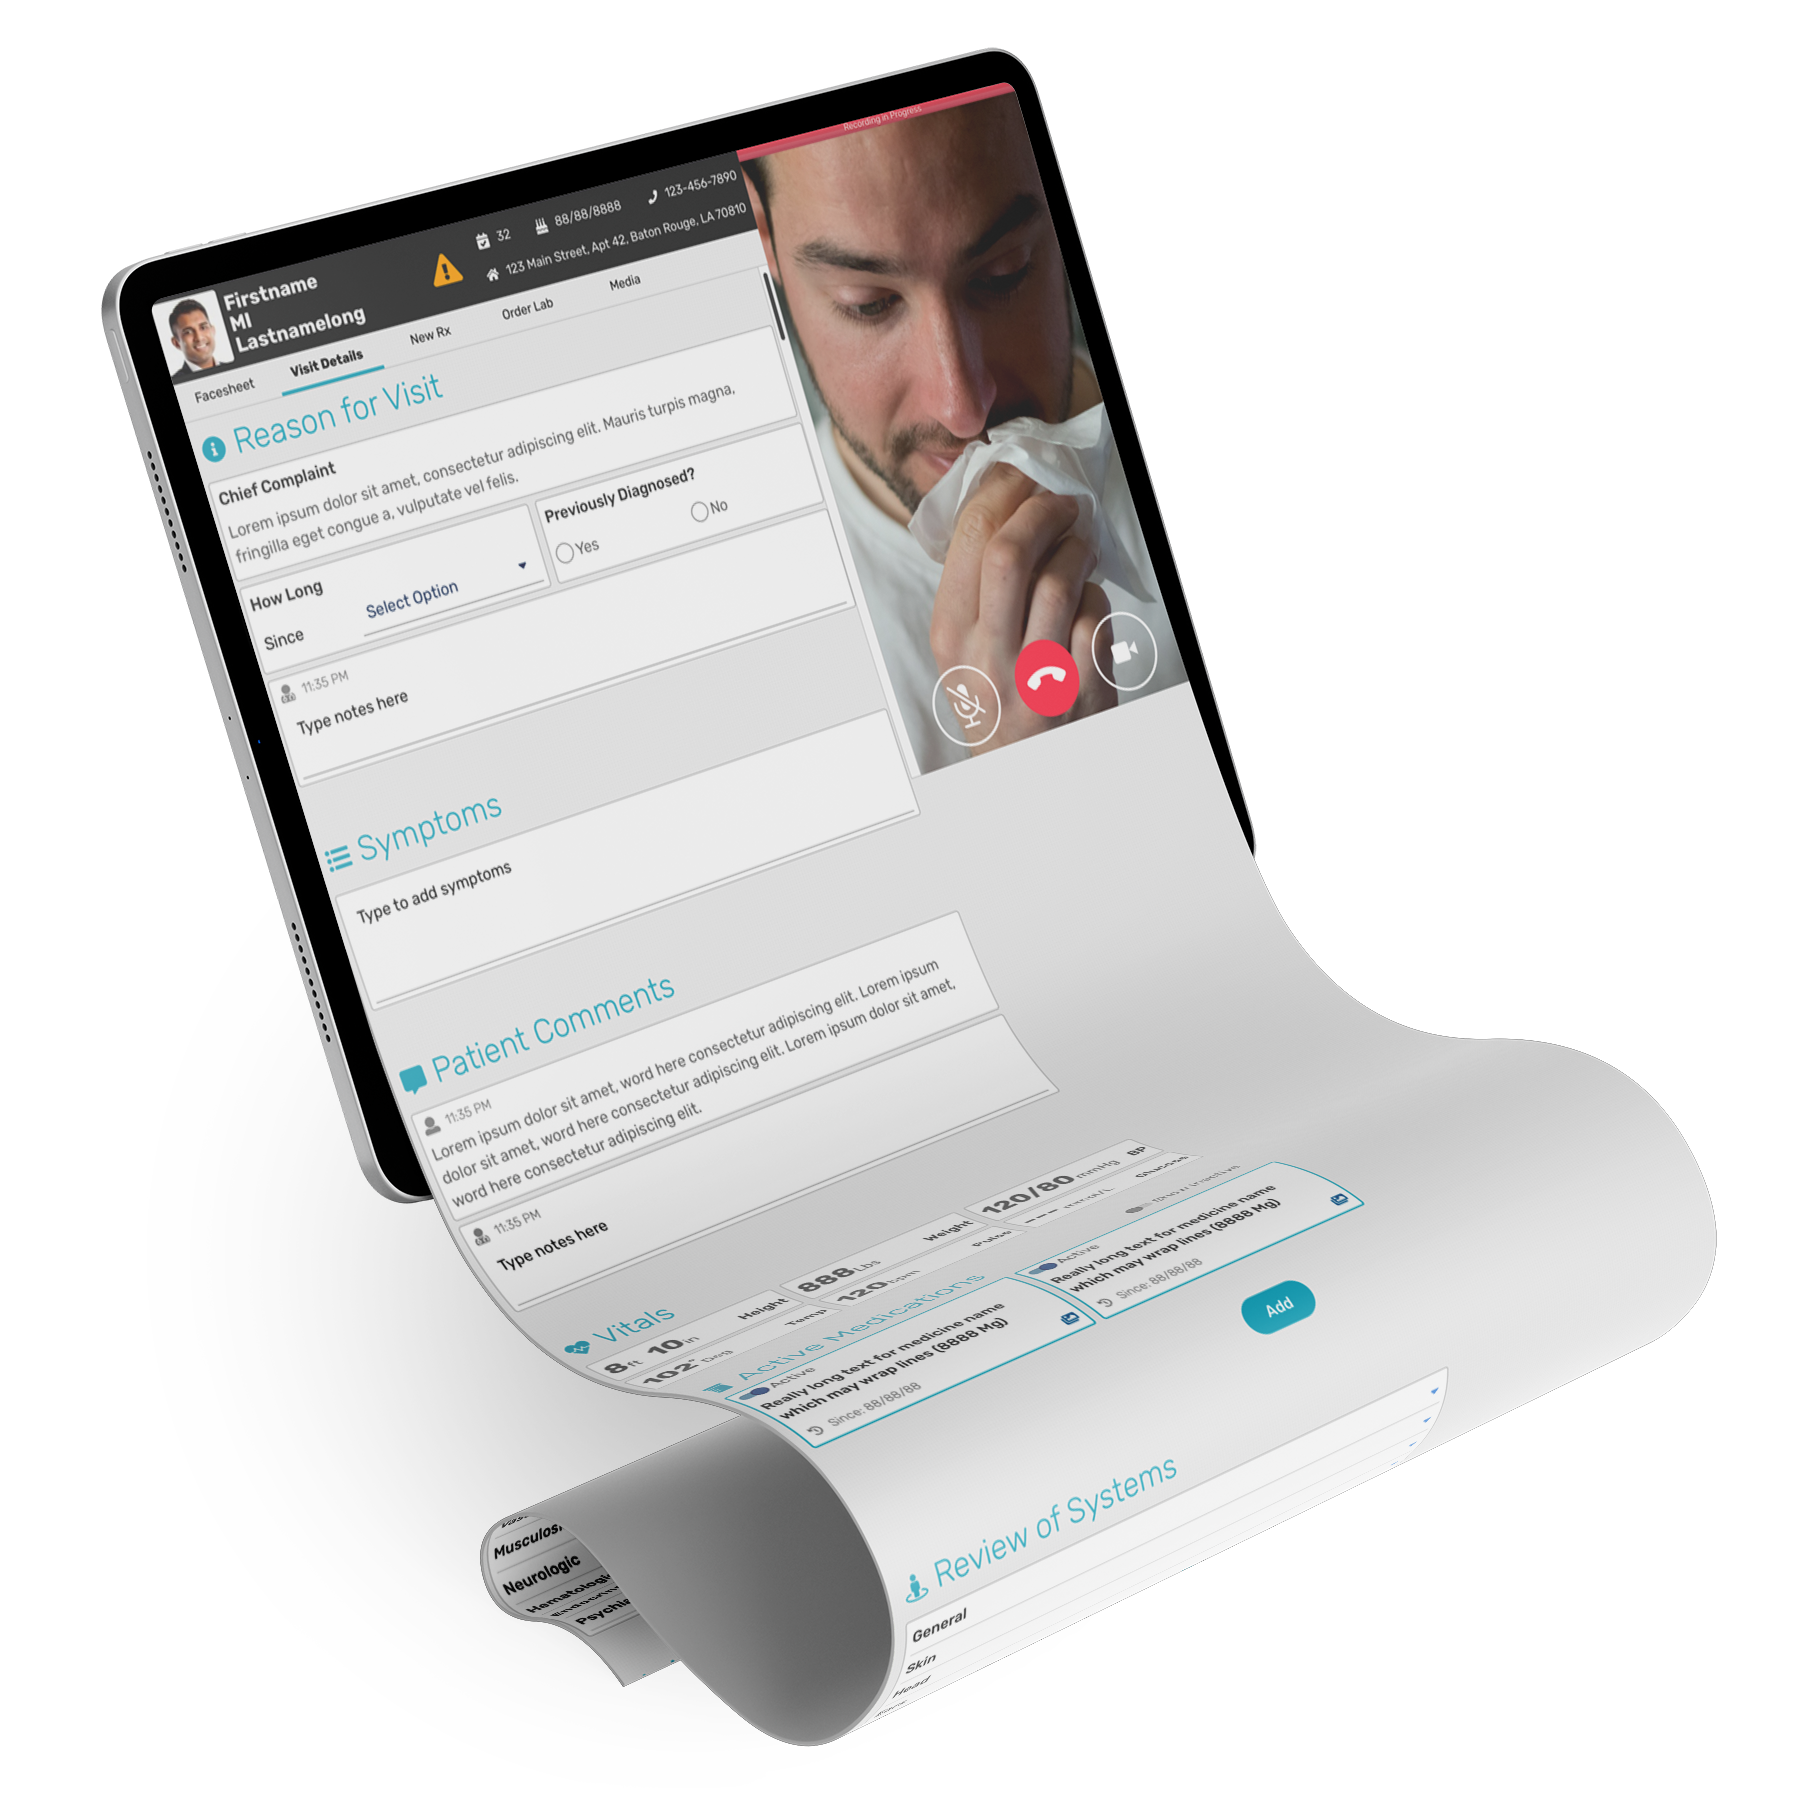 Recording in Progress
Firstname
MI
Lastnamelong
32
88/88/8888
123-456-7890
123 Main Street, Apt 42, Baton Rouge, LA 70810
Facesheet
Visit Details
New Rx
Order Lab
Media
Reason for Visit
Chief Complaint
Lorem ipsum dolor sit amet, consectetur adipiscing elit. Mauris turpis magna,
fringilla eget congue a, vulputate vel felis.
How Long
Since
Select Option
Previously Diagnosed?
Yes
No
11:35 PM
Type notes here
Symptoms
Type to add symptoms
Patient Comments
11:35 PM
Lorem ipsum dolor sit amet, word here consectetur adipiscing elit. Lorem ipsum
dolor sit amet, word here consectetur adipiscing elit. Lorem ipsum dolor sit amet,
word here consectetur adipiscing elit.
11:35 PM
Type notes here
Vitals
8 ft 10 in
Height
888 Lbs
Weight
120/80 mmHg
BP
102° Deg
Temp
120 bpm
Pulse
---
Glucose
Active Medications
Active
Really long text for medicine name
which may wrap lines (8888 Mg)
Since: 88/88/88
Active
Really long text for medicine name
which may wrap lines (8888 Mg)
Since: 88/88/88
Add
Review of Systems
General
Skin
Head
Musculos
Neurologic
Hematologi
Endocrin
Psychia